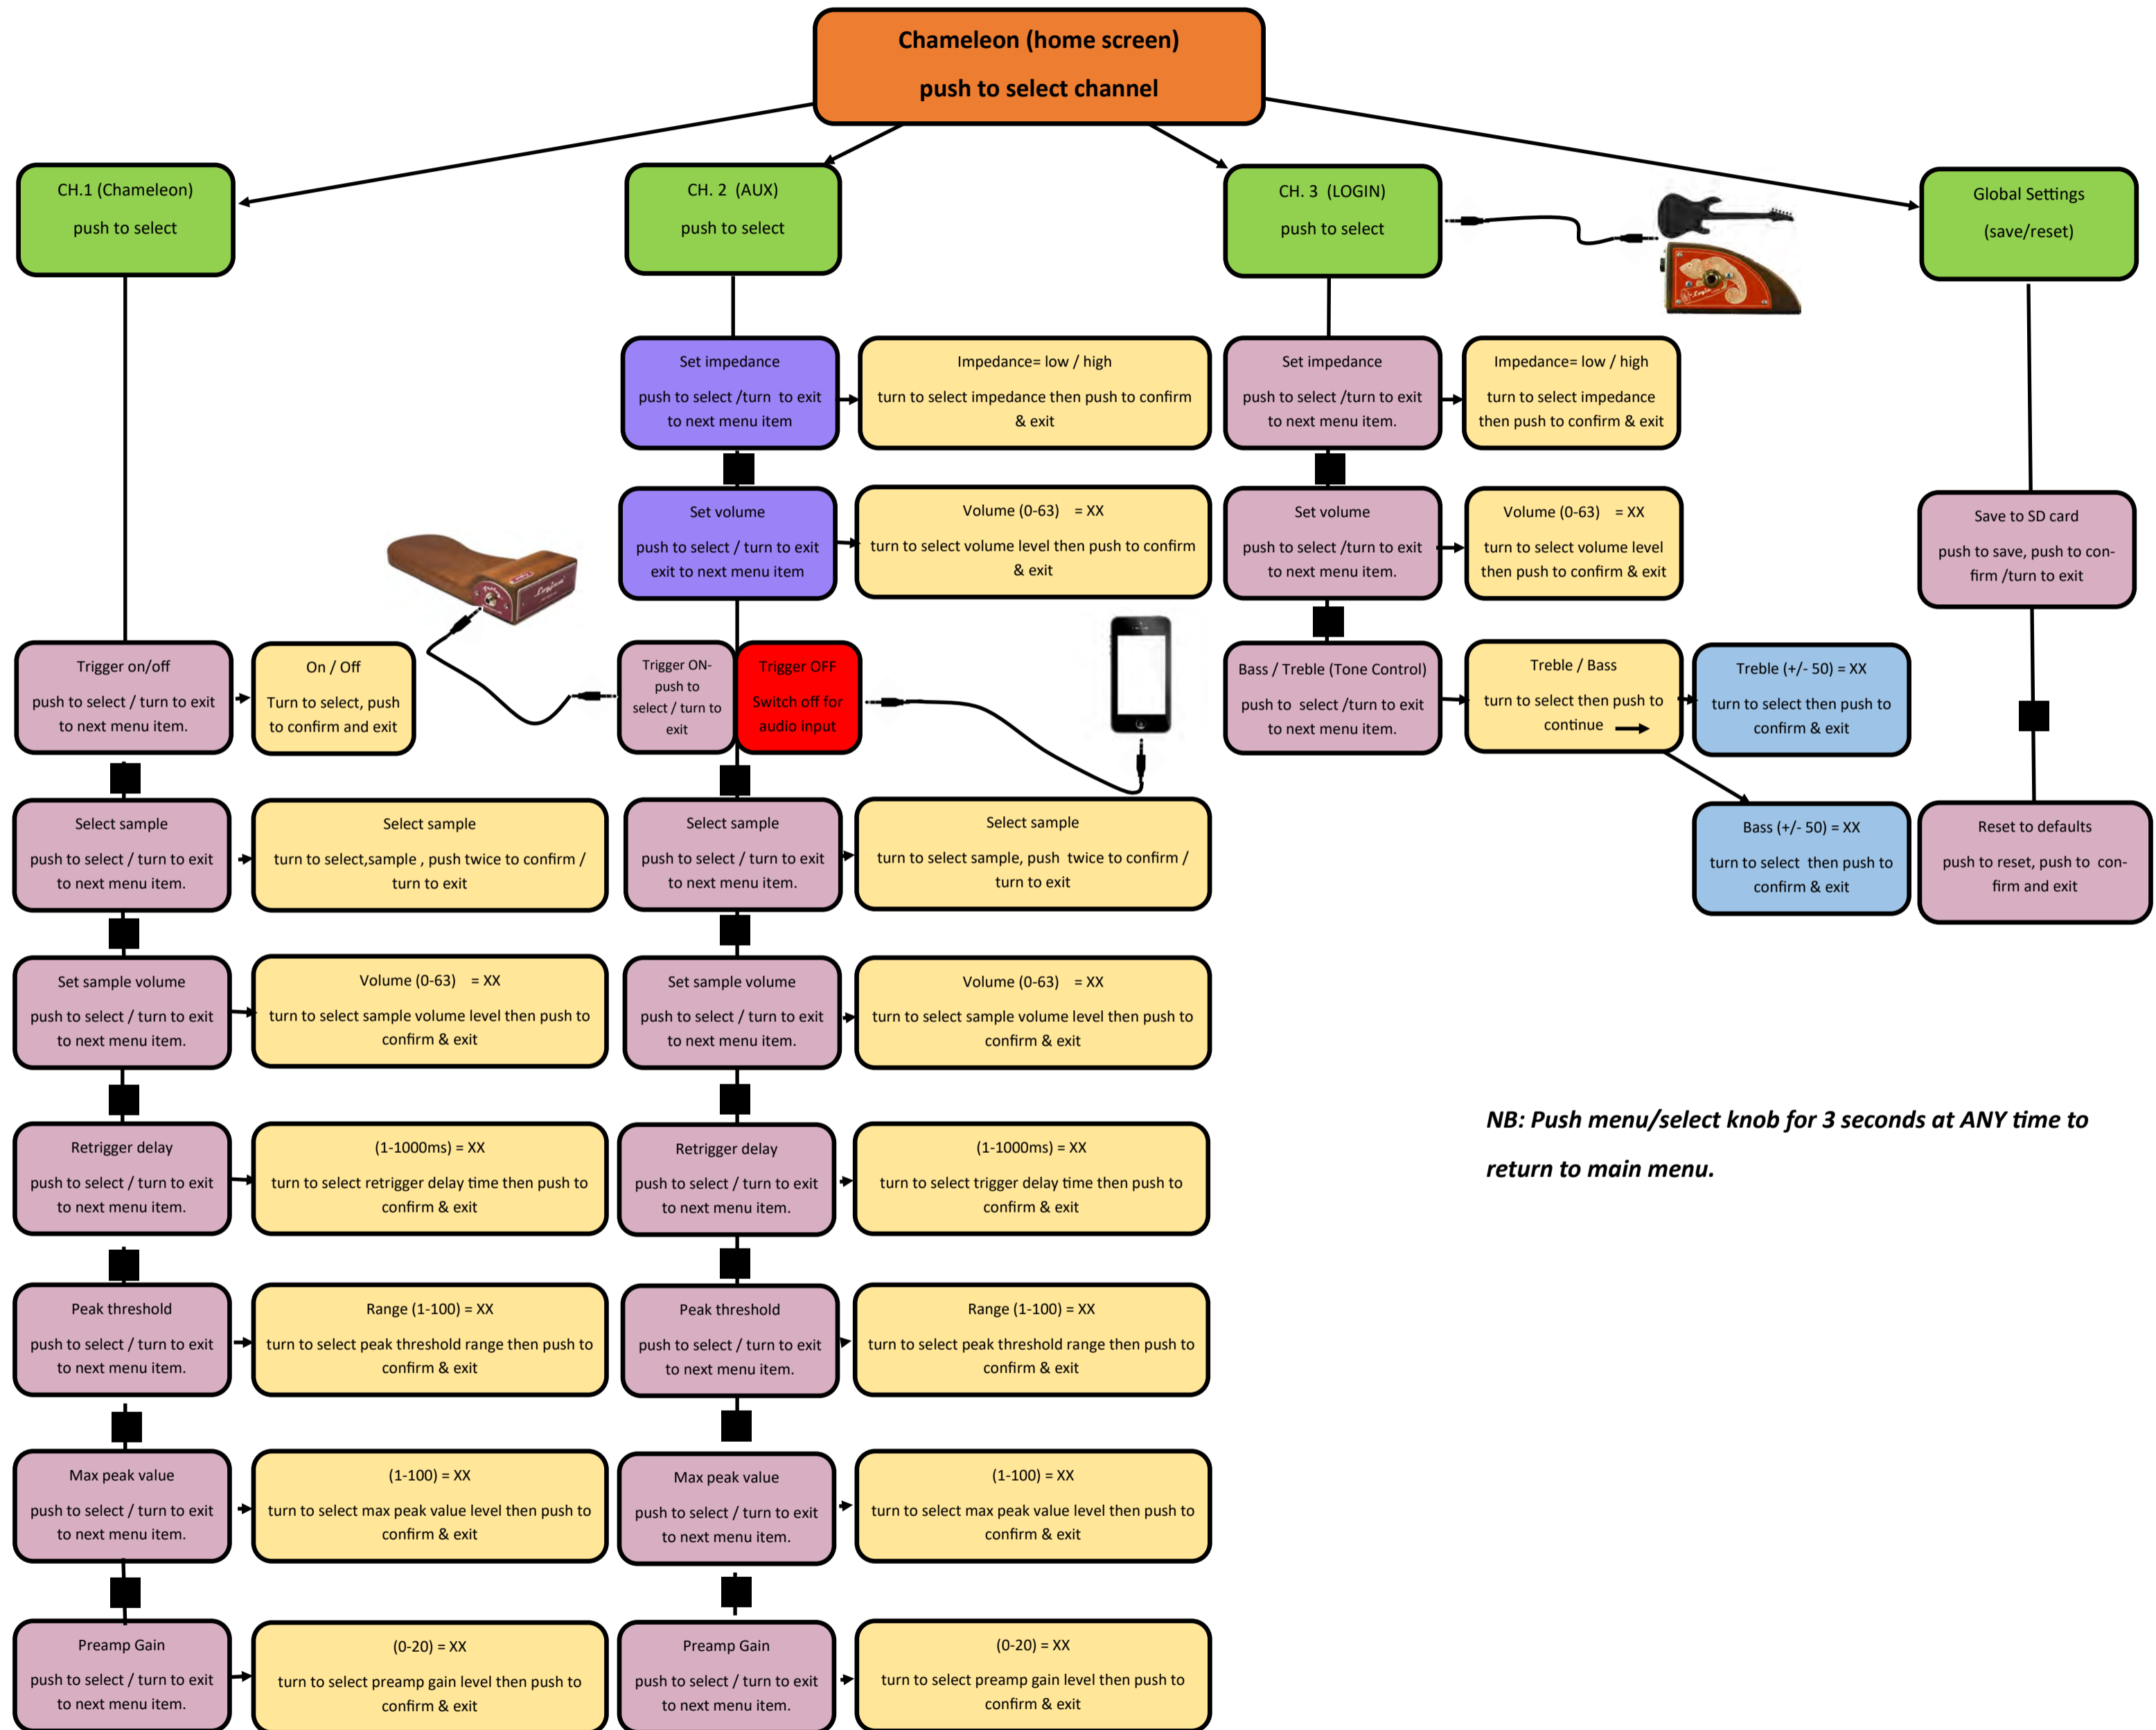 Chameleon (home screen)
push to select channel
CH.1 (Chameleon)
push to select
CH. 2 (AUX)
push to select
CH. 3 (LOGIN)
push to select
Global Settings
(save/reset)
Set impedance
push to select /turn to exit
to next menu item
Impedance= low / high
turn to select impedance then push to confirm
& exit
Set impedance
push to select /turn to exit
to next menu item.
Impedance= low / high
turn to select impedance
then push to confirm & exit
Set volume
push to select / turn to exit
exit to next menu item
Volume (0-63) = XX
turn to select volume level then push to confirm
& exit
Set volume
push to select /turn to exit
to next menu item.
Volume (0-63) = XX
turn to select volume level
then push to confirm & exit
Save to SD card
push to save, push to con-
firm /turn to exit
Trigger on/off
push to select / turn to exit
to next menu item.
On / Off
Turn to select, push
to confirm and exit
Trigger ON-
push to
select / turn to
exit
Trigger OFF
Switch off for
audio input
Bass / Treble (Tone Control)
push to select /turn to exit
to next menu item.
Treble / Bass
turn to select then push to
continue
Treble (+/- 50) = XX
turn to select then push to
confirm & exit
Select sample
push to select / turn to exit
to next menu item.
Select sample
turn to select,sample , push twice to confirm /
turn to exit
Select sample
push to select / turn to exit
to next menu item.
Select sample
turn to select sample, push twice to confirm /
turn to exit
Bass (+/- 50) = XX
turn to select then push to
confirm & exit
Reset to defaults
push to reset, push to con-
firm and exit
Set sample volume
push to select / turn to exit
to next menu item.
Volume (0-63) = XX
turn to select sample volume level then push to
confirm & exit
Set sample volume
push to select / turn to exit
to next menu item.
Volume (0-63) = XX
turn to select sample volume level then push to
confirm & exit
Retrigger delay
push to select / turn to exit
to next menu item.
(1-1000ms) = XX
turn to select retrigger delay time then push to
confirm & exit
Retrigger delay
push to select / turn to exit
to next menu item.
(1-1000ms) = XX
turn to select trigger delay time then push to
confirm & exit
NB: Push menu/select knob for 3 seconds at ANY time to
return to main menu.
Peak threshold
push to select / turn to exit
to next menu item.
Range (1-100) = XX
turn to select peak threshold range then push to
confirm & exit
Peak threshold
push to select / turn to exit
to next menu item.
Range (1-100) = XX
turn to select peak threshold range then push to
confirm & exit
Max peak value
push to select / turn to exit
to next menu item.
(1-100) = XX
turn to select max peak value level then push to
confirm & exit
Max peak value
push to select / turn to exit
to next menu item.
(1-100) = XX
turn to select max peak value level then push to
confirm & exit
Preamp Gain
push to select / turn to exit
to next menu item.
(0-20) = XX
turn to select preamp gain level then push to
confirm & exit
Preamp Gain
push to select / turn to exit
to next menu item.
(0-20) = XX
turn to select preamp gain level then push to
confirm & exit